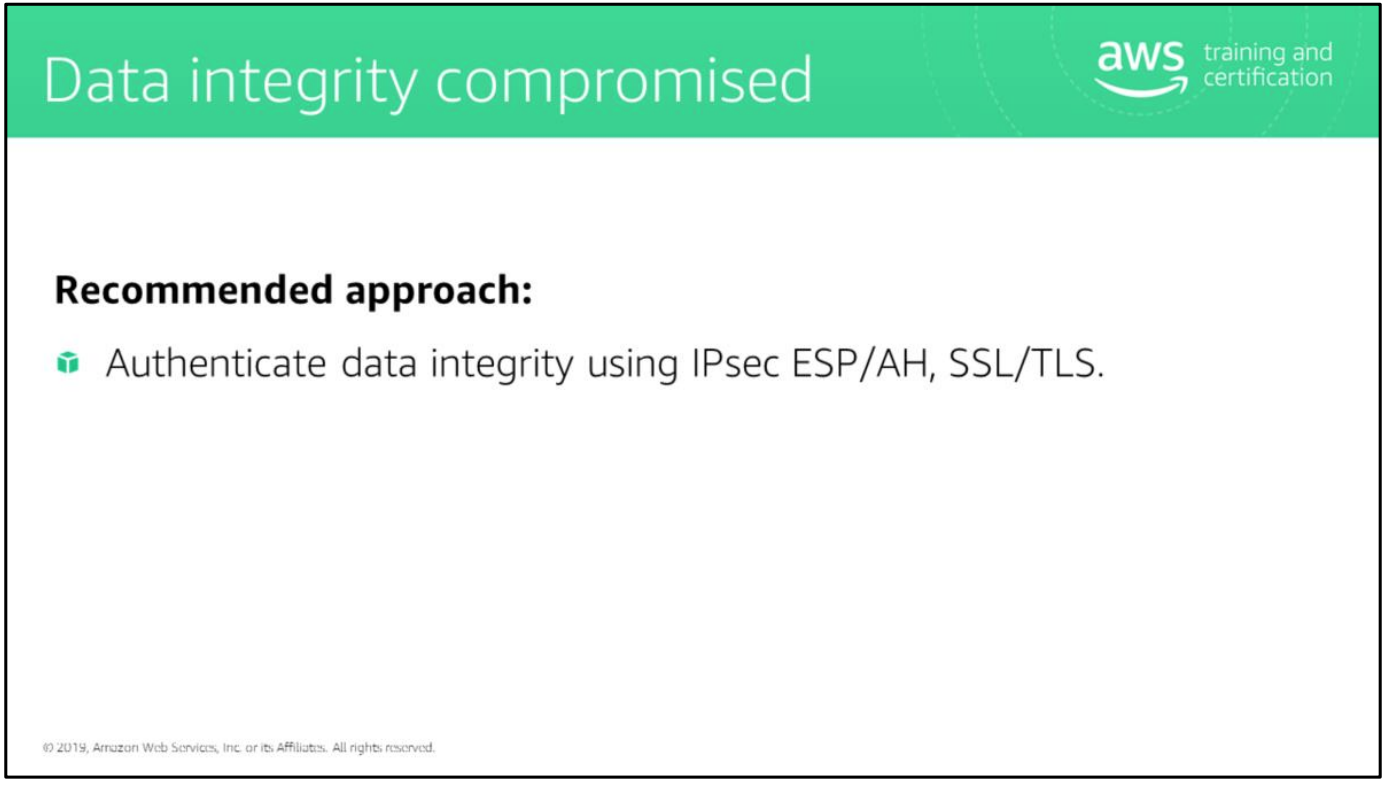 Data integrity compromised
aws training and
certification
Recommended approach:
Authenticate data integrity using IPsec ESP/AH, SSL/TLS.
© 2019, Amazon Web Services, Inc. or its Affiliates. All rights reserved.